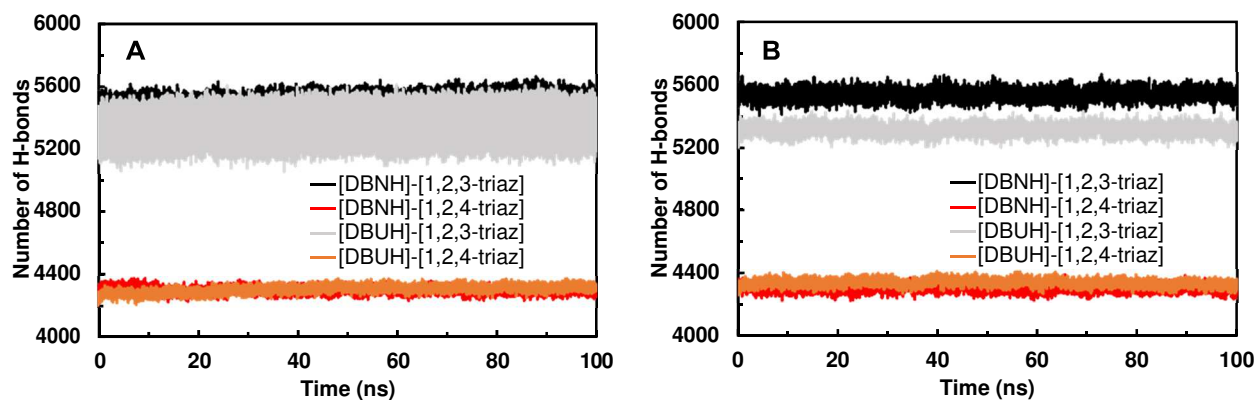 A
Number of H-bonds
6000
5600
5200
4800
4400
4000
[DBNH]-[1,2,3-triaz]
[DBNH]-[1,2,4-triaz]
[DBUH]-[1,2,3-triaz]
[DBUH]-[1,2,4-triaz]
0 20 40 60 80 100
Time (ns)
B
Number of H-bonds
6000
5600
5200
4800
4400
4000
[DBNH]-[1,2,3-triaz]
[DBNH]-[1,2,4-triaz]
[DBUH]-[1,2,3-triaz]
[DBUH]-[1,2,4-triaz]
0 20 40 60 80 100
Time (ns)